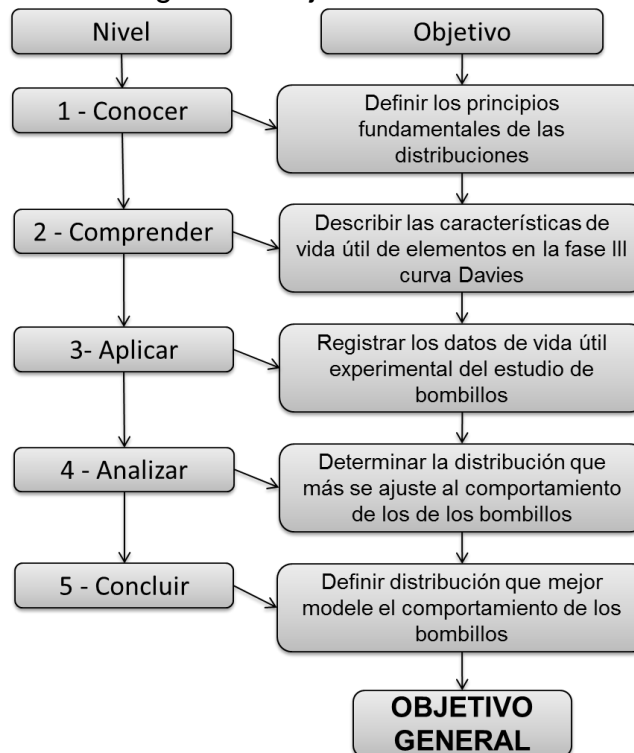 Nivel
Objetivo
1 - Conocer
Definir los principios
fundamentales de las
distribuciones
2 - Comprender
Describir las características de
vida útil de elementos en la fase III
curva Davies
3- Aplicar
Registrar los datos de vida útil
experimental del estudio de
bombillos
4 - Analizar
Determinar la distribución que
más se ajuste al comportamiento
de los de los bombillos
5 - Concluir
Definir distribución que mejor
modele el comportamiento de los
bombillos
OBJETIVO
GENERAL